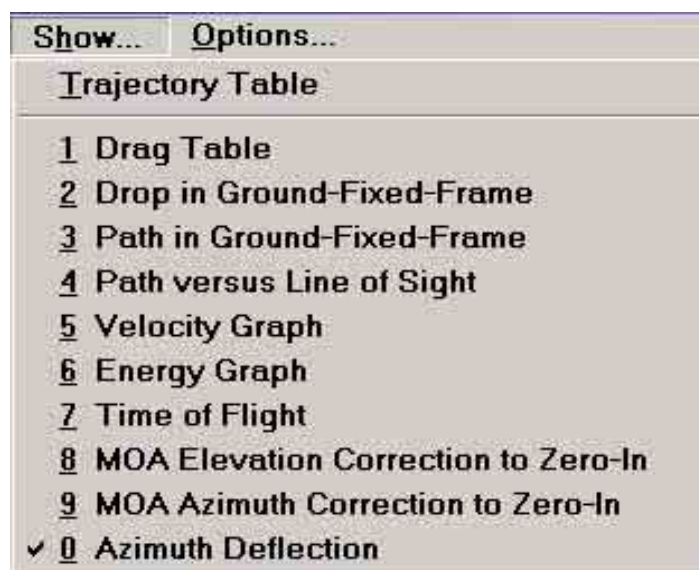 Show... Options...
Trajectory Table
1 Drag Table
2 Drop in Ground-Fixed-Frame
3 Path in Ground-Fixed-Frame
4 Path versus Line of Sight
5 Velocity Graph
6 Energy Graph
7 Time of Flight
8 MOA Elevation Correction to Zero-In
9 MOA Azimuth Correction to Zero-In
0 Azimuth Deflection